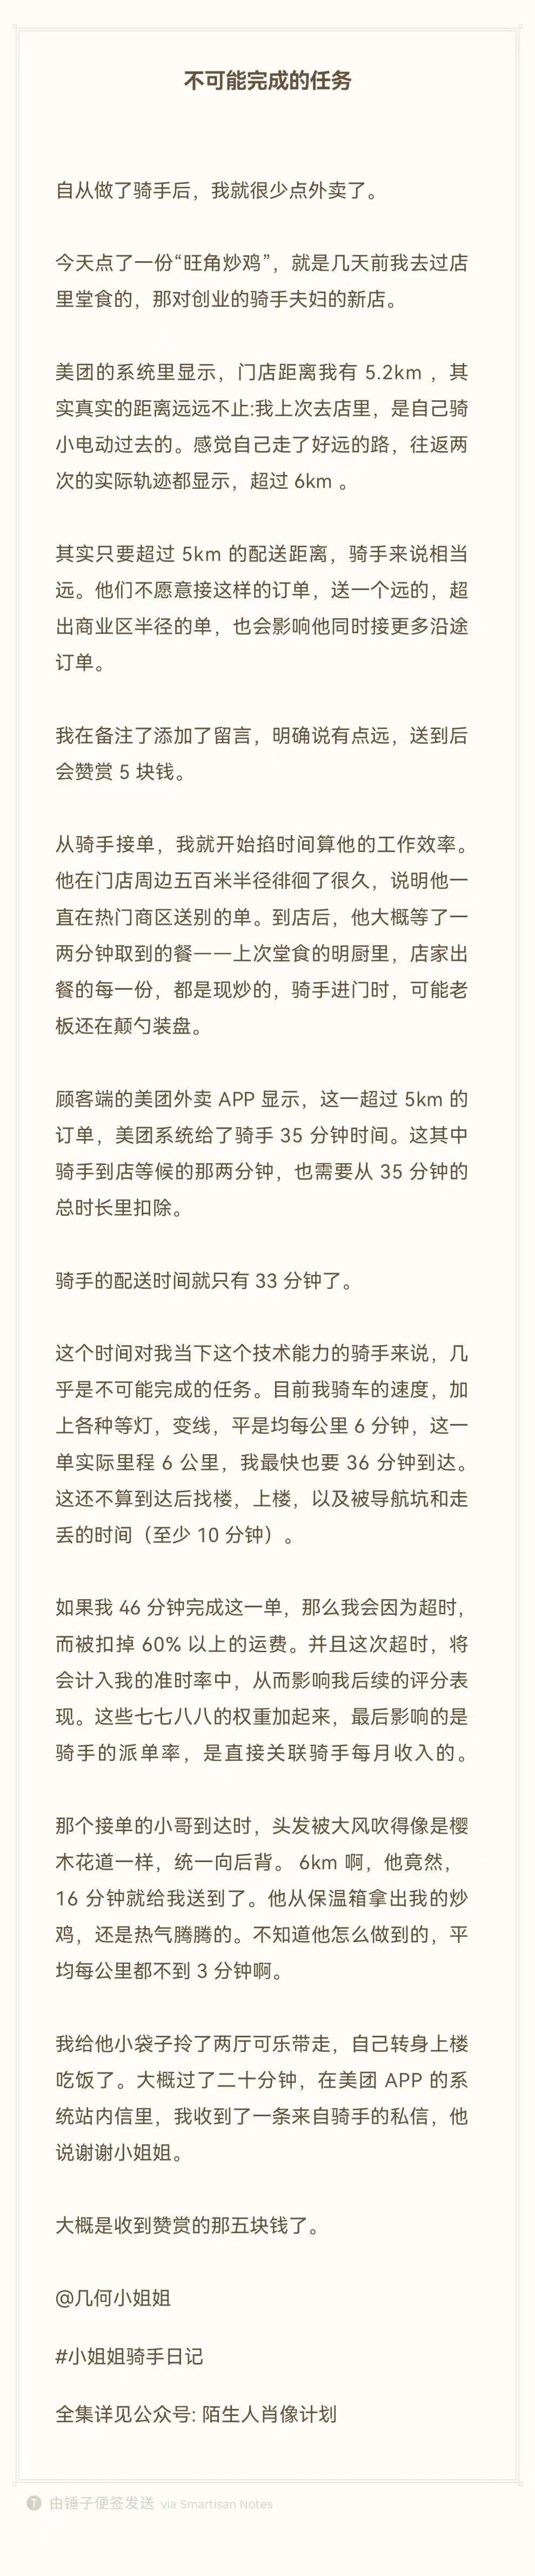 不可能完成的任务
自从做了骑手后，我就很少点外卖了。
今天点了一份“旺角炒鸡”，就是几天前我去过店
里堂食的，那对创业的骑手夫妇的新店。
美团的系统里显示，门店距离我有 5.2km ，其
实真实的距离远远不止:我上次去店里，是自己骑
小电动过去的。感觉自己走了好远的路，往返两
次的实际轨迹都显示，超过 6km 。
其实只要超过 5km 的配送距离，骑手来说相当
远。他们不愿意接这样的订单，送一个远的，超
出商业区半径的单，也会影响他同时接更多沿途
订单。
我在备注了添加了留言，明确说有点远，送到后
会赞赏 5 块钱。
从骑手接单，我就开始掐时间算他的工作效率。
他在门店周边五百米半径徘徊了很久，说明他一
直在热门商区送别的单。到店后，他大概等了一
两分钟取到的餐——上次堂食的明厨里，店家出
餐的每一份，都是现炒的，骑手进门时，可能老
板还在颠勺装盘。
顾客端的美团外卖 APP 显示，这一超过 5km 的
订单，美团系统给了骑手 35 分钟时间。这其中
骑手到店等候的那两分钟，也需要从 35 分钟的
总时长里扣除。
骑手的配送时间就只有 33 分钟了。
这个时间对我当下这个技术能力的骑手来说，几
乎是不可能完成的任务。目前我骑车的速度，加
上各种等灯，变线，平是均每公里 6 分钟，这一
单实际里程 6 公里，我最快也要 36 分钟到达。
这还不算到达后找楼，上楼，以及被导航坑和走
丢的时间（至少 10 分钟）。
如果我 46 分钟完成这一单，那么我会因为超时，
而被扣掉 60% 以上的运费。并且这次超时，将
会计入我的准时率中，从而影响我后续的评分表
现。这些七七八八的权重加起来，最后影响的是
骑手的派单率，是直接关联骑手每月收入的。
那个接单的小哥到达时，头发被大风吹得像是樱
木花道一样，统一向后背。 6km 啊，他竟然，
16 分钟就给我送到了。他从保温箱拿出我的炒
鸡，还是热气腾腾的。不知道他怎么做到的，平
均每公里都不到 3 分钟啊。
我给他小袋子拎了两厅可乐带走，自己转身上楼
吃饭了。大概过了二十分钟，在美团 APP 的系
统站内信里，我收到了一条来自骑手的私信，他
说谢谢小姐姐。
大概是收到赞赏的那五块钱了。
@几何小姐姐
#小姐姐骑手日记
全集详见公众号: 陌生人肖像计划
T 由锤子便签发送 via Smartisan Notes